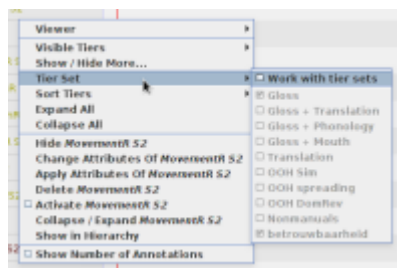 Viewer
Visible Tiers
Show / Hide More...
Tier Set
Sort Tiers
Expand All
Collapse All
Hide MovementR S2
Change Attributes Of MovementR S2
Apply Attributes Of MovementR S2
Delete MovementR S2
Activate MovementR S2
Collapse / Expand MovementR S2
Show in Hierarchy
Show Number of Annotations
Work with tier sets
Gloss
Gloss + Translation
Gloss + Phonology
Gloss + Mouth
Translation
OOH Sim
OOH spreading
OOH DomRev
Nonmanuals
betrouwbaarheid